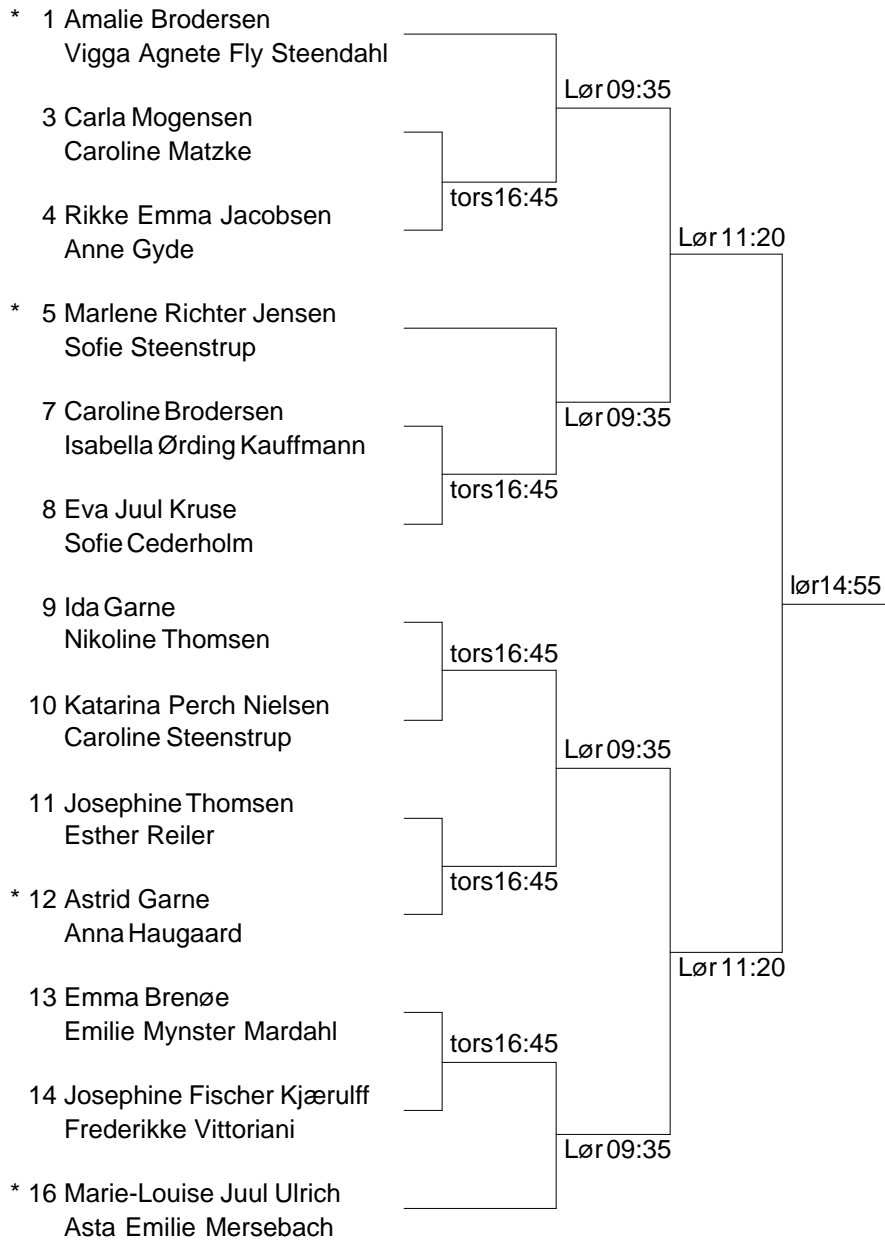 * 1 Amalie Brodersen
Vigga Agnete Fly Steendahl
Lør 09:35
3 Carla Mogensen
Caroline Matzke
tors16:45
4 Rikke Emma Jacobsen
Anne Gyde
Lør 11:20
* 5 Marlene Richter Jensen
Sofie Steenstrup
7 Caroline Brodersen
Lør 09:35
Isabella Ørding Kauffmann
tors16:45
8 Eva Juul Kruse
Sofie Cederholm
lør14:55
9 Ida Garne
Nikoline Thomsen
tors16:45
10 Katarina Perch Nielsen
Caroline Steenstrup
Lør 09:35
11 Josephine Thomsen
Esther Reiler
tors16:45
* 12 Astrid Garne
Anna Haugaard
Lør 11:20
13 Emma Brenøe
Emilie Mynster Mardahl
tors16:45
14 Josephine Fischer Kjærulff
Frederikke Vittoriani
Lør 09:35
* 16 Marie-Louise Juul Ulrich
Asta Emilie Mersebach